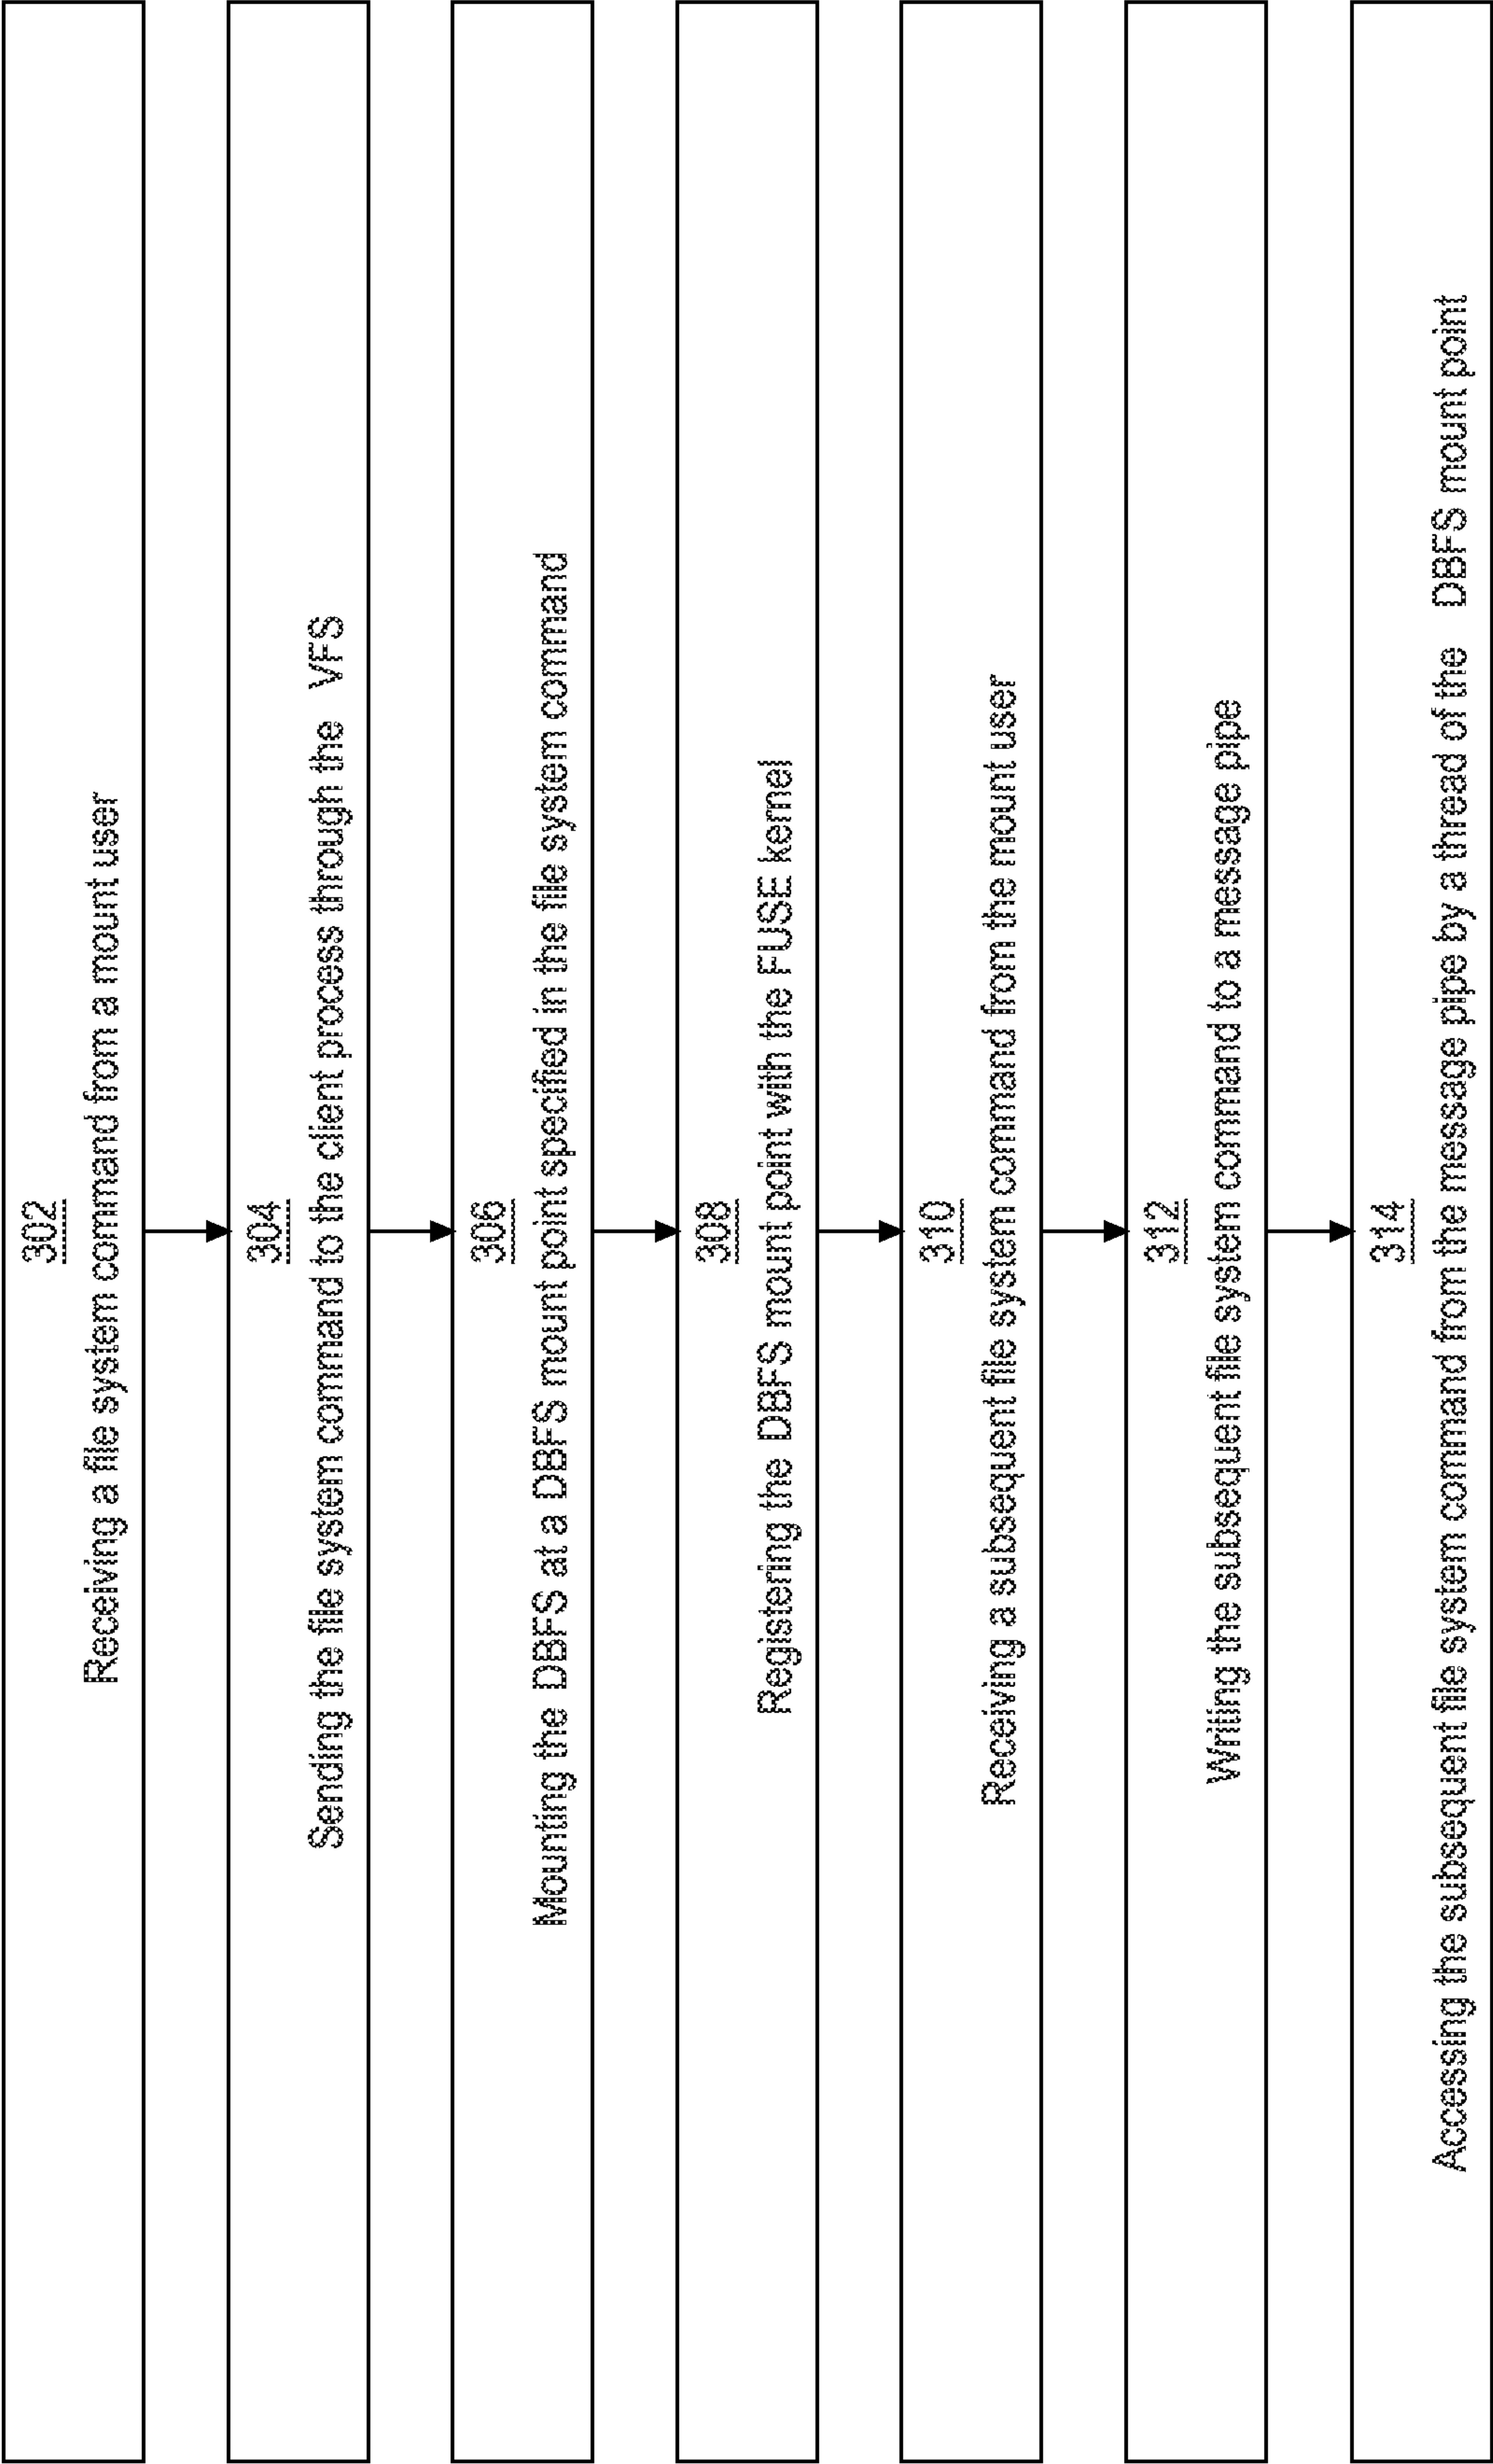 302
Receiving a file system command from a mount user
304
Sending the file system command to the client process through the VFS
306
Mounting the DBFS at a DBFS mount point specified in the file system command
308
Registering the DBFS mount point with the FUSE kernel
310
Receiving a subsequent file system command from the mount user
312
Writing the subsequent file system command to a message pipe
314
Accessing the subsequent file system command from the message pipe by a thread of the DBFS mount point